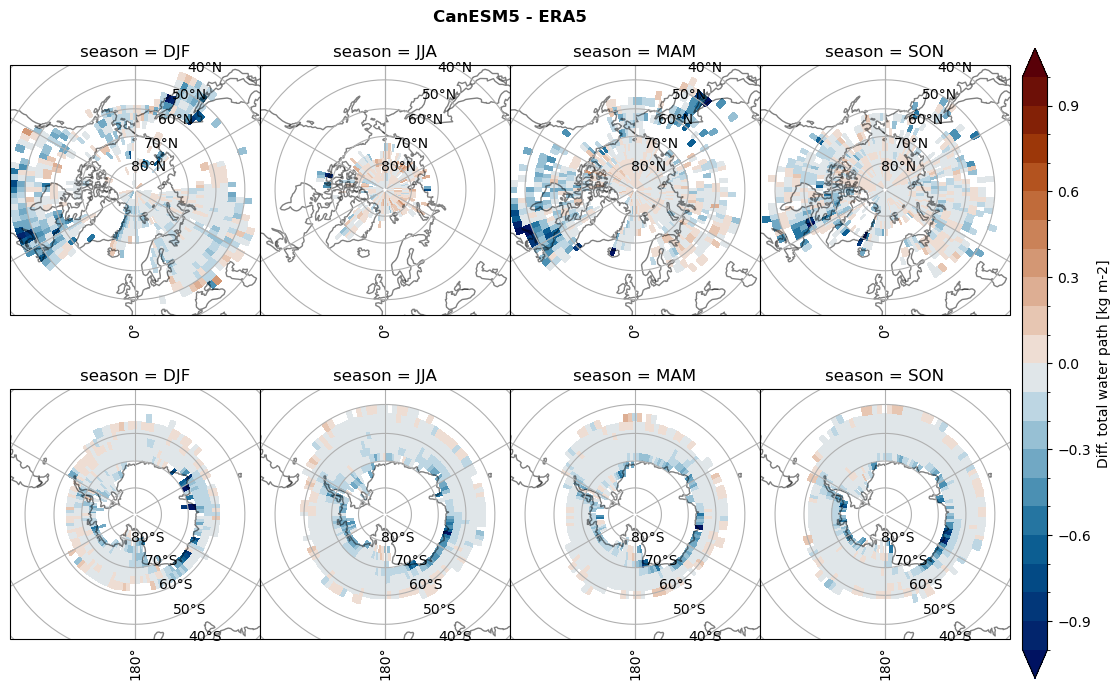 CanESM5 - ERA5
season = DJF
season = JJA
season = MAM
season = SON
40°N
50°N
60°N
70°N
80°N
40°N
50°N
60°N
70°N
80°N
40°N
50°N
60°N
70°N
80°N
40°N
50°N
60°N
70°N
80°N
0°
0°
0°
0°
season = DJF
season = JJA
season = MAM
season = SON
80°S
70°S
60°S
50°S
40°S
80°S
70°S
60°S
50°S
40°S
80°S
70°S
60°S
50°S
40°S
80°S
70°S
60°S
50°S
40°S
180°
180°
180°
180°
0.9
0.6
0.3
0.0
−0.3
−0.6
−0.9
Diff. total water path [kg m-2]